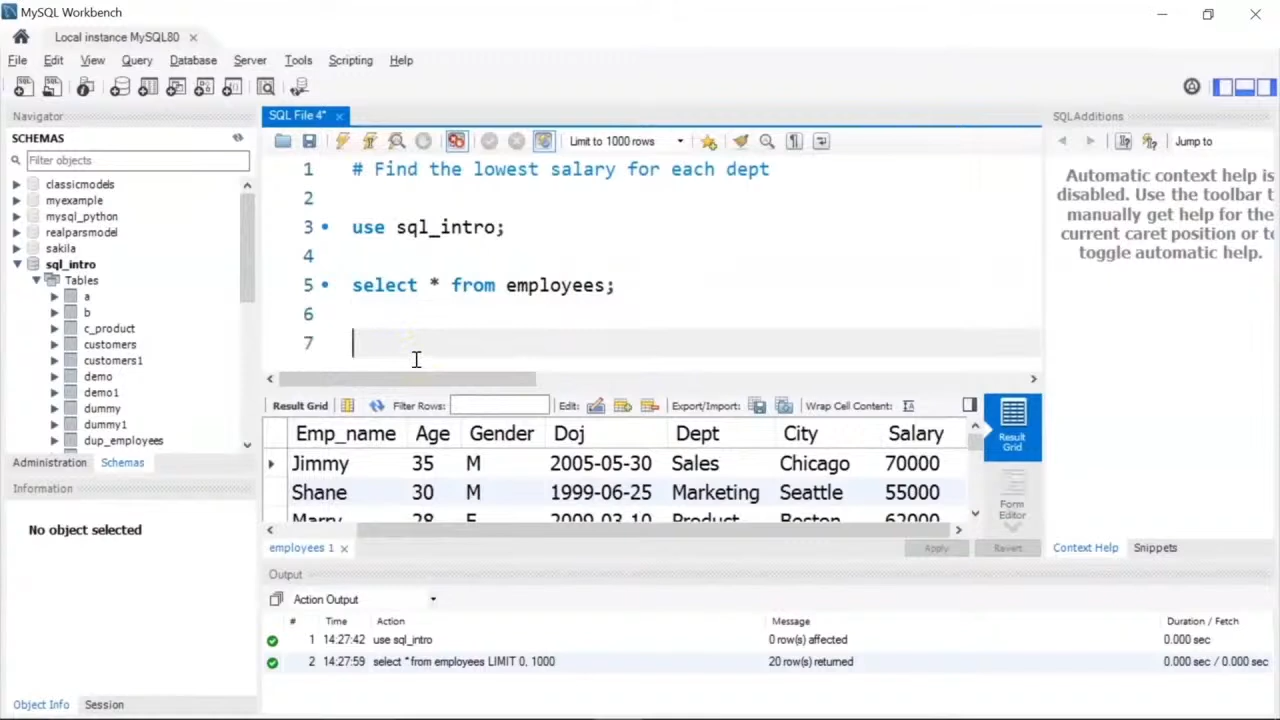 MySQL Workbench
Local instance MySQL80
File Edit View Query Database Server Tools Scripting Help
Navigator
SCHEMAS
Filter objects
classicmodels
myexample
mysql_python
realparsmodel
sakila
sql_intro
Tables
a
b
c_product
customers
customers1
demo
demo1
dummy
dummy1
dup_employees
Administration Schemas
Information
No object selected
Object Info Session
SQL File 4*
Limit to 1000 rows
1 # Find the lowest salary for each dept
2
3 use sql_intro;
4
5 select * from employees;
6
7
Result Grid Filter Rows: Edit: Export/Import: Wrap Cell Content:
Emp_name Age Gender Doj Dept City Salary
Jimmy 35 M 2005-05-30 Sales Chicago 70000
Shane 30 M 1999-06-25 Marketing Seattle 55000
Marry 28 F 2009-03-10 Product Boston 62000
Result
Grid
Form
Editor
employees 1
Apply Revert
SQLAdditions
Jump to
Automatic context help is
disabled. Use the toolbar t
manually get help for the
current caret position or to
toggle automatic help.
Context Help Snippets
Output
Action Output
# Time Action Message Duration / Fetch
1 14:27:42 use sql_intro 0 row(s) affected 0.000 sec
2 14:27:59 select * from employees LIMIT 0, 1000 20 row(s) returned 0.000 sec / 0.000 sec